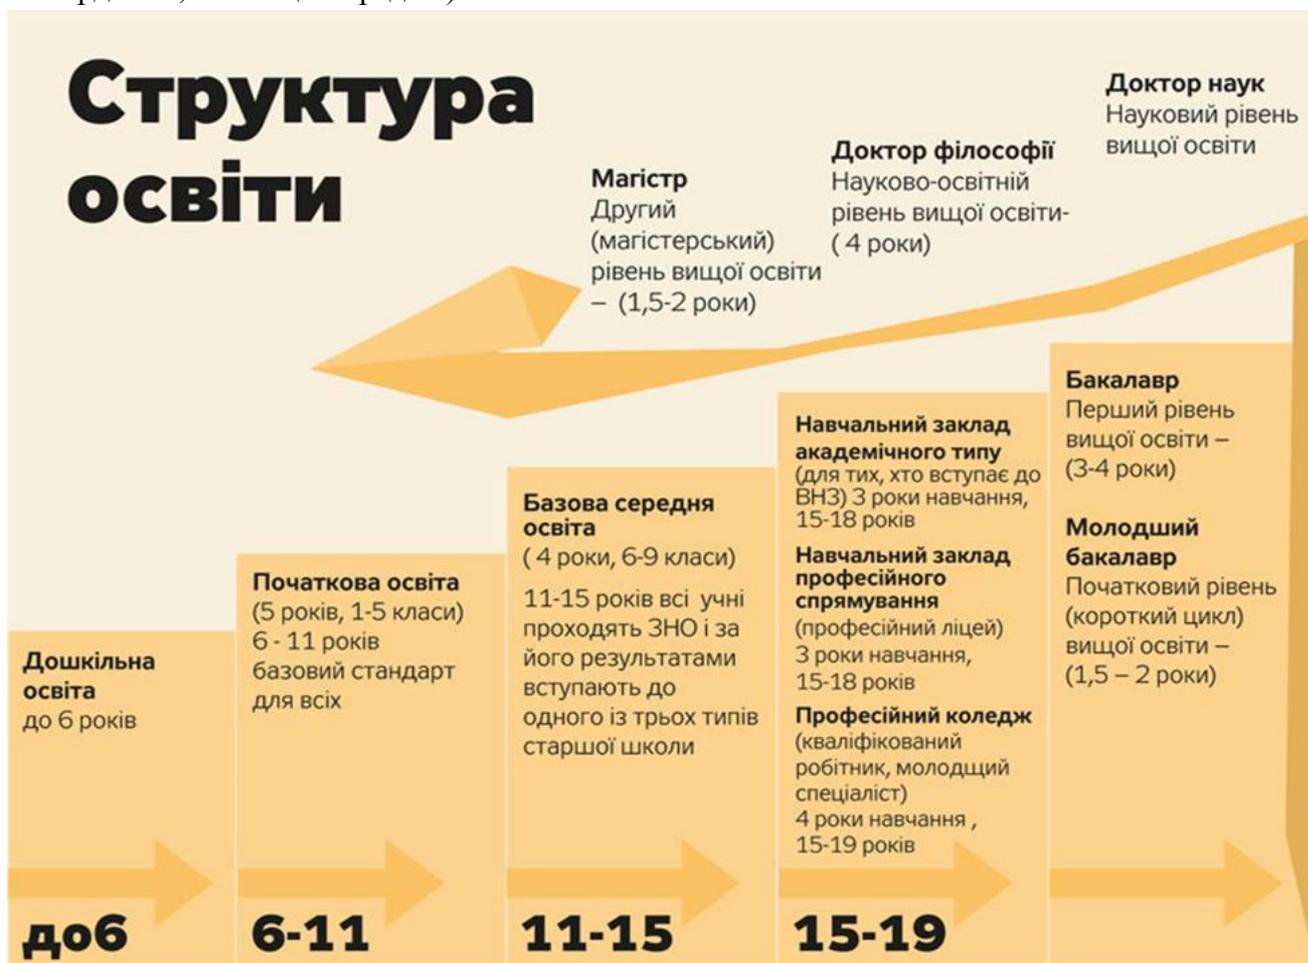 Структура
освіти
Доктор наук
Науковий рівень
вищої освіти
Доктор філософії
Науково-освітній
рівень вищої освіти-
( 4 роки)
Магістр
Другий
(магістерський)
рівень вищої освіти
– (1,5-2 роки)
Дошкільна
освіта
до 6 років
Початкова освіта
(5 років, 1-5 класи)
6 - 11 років
базовий стандарт
для всіх
Базова середня
освіта
( 4 роки, 6-9 класи)
11-15 років всі учні
проходять ЗНО і за
його результатами
вступають до
одного із трьох типів
старшої школи
Навчальний заклад
академічного типу
(для тих, хто вступає до
ВНЗ) 3 роки навчання,
15-18 років
Навчальний заклад
професійного
спрямування
(професійний ліцей)
3 роки навчання,
15-18 років
Професійний коледж
(кваліфікований
робітник, молодщий
спеціаліст)
4 роки навчання ,
15-19 років
Бакалавр
Перший рівень
вищої освіти –
(3-4 роки)
Молодший
бакалавр
Початковий рівень
(короткий цикл)
вищої освіти –
(1,5 – 2 роки)
до6
6-11
11-15
15-19